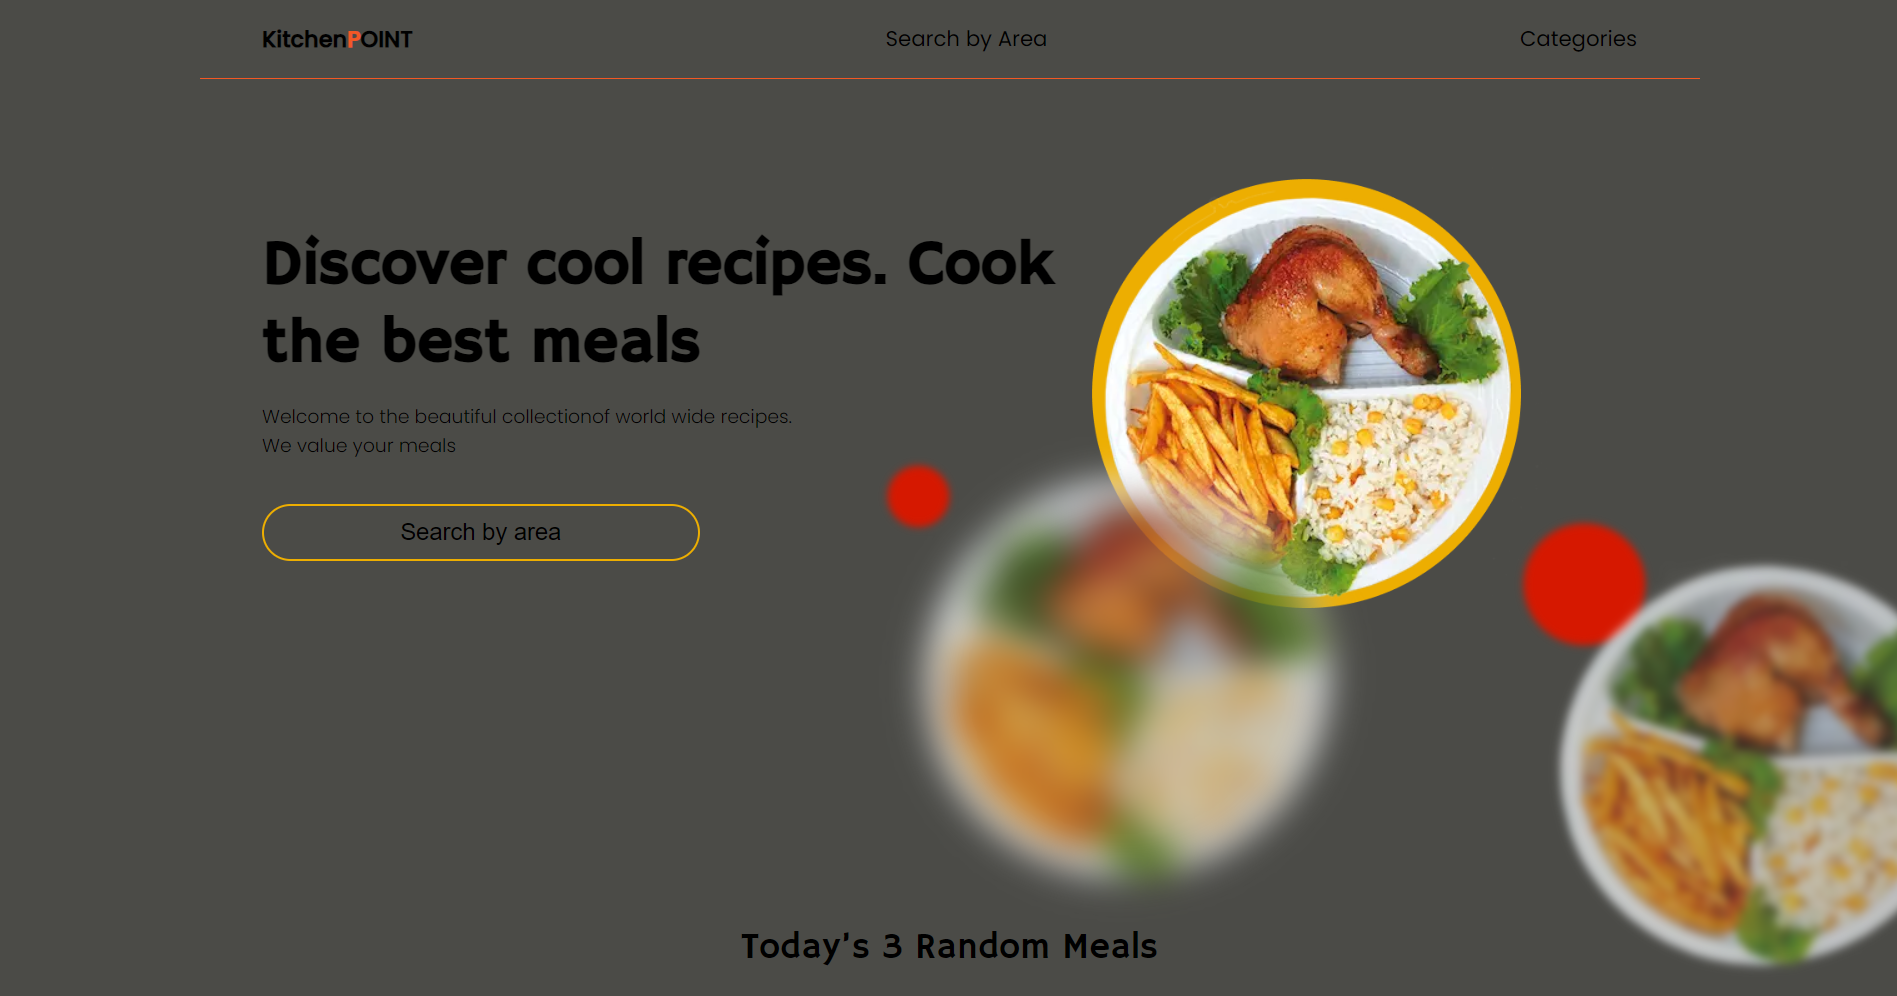 KitchenPOINT
Search by Area
Categories
Discover cool recipes. Cook
the best meals
Welcome to the beautiful collectionof world wide recipes.
We value your meals
Search by area
Today's 3 Random Meals